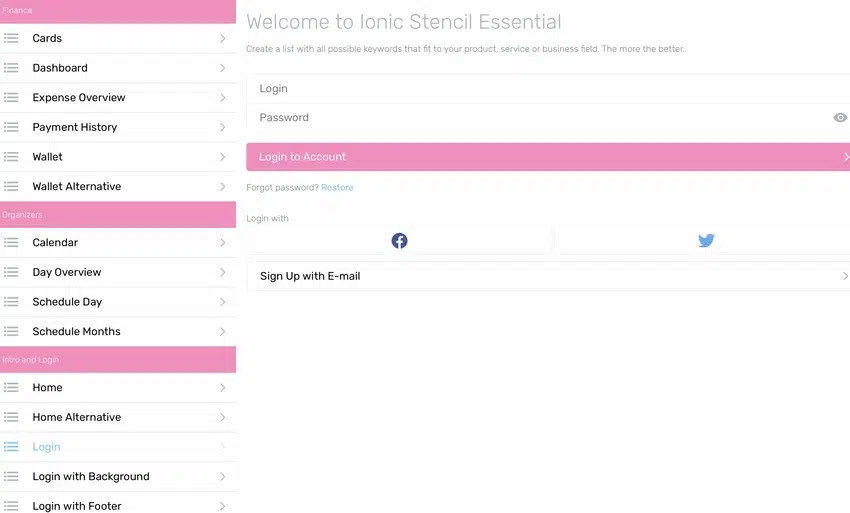 Finance
Cards
Dashboard
Expense Overview
Payment History
Wallet
Wallet Alternative
Organizers
Calendar
Day Overview
Schedule Day
Schedule Months
Intro and Login
Home
Home Alternative
Login
Login with Background
Login with Footer
Welcome to Ionic Stencil Essential
Create a list with all possible keywords that fit to your product, service or business field. The more the better.
Login
Password
Login to Account
Forgot password? Restore
Login with
Sign Up with E-mail